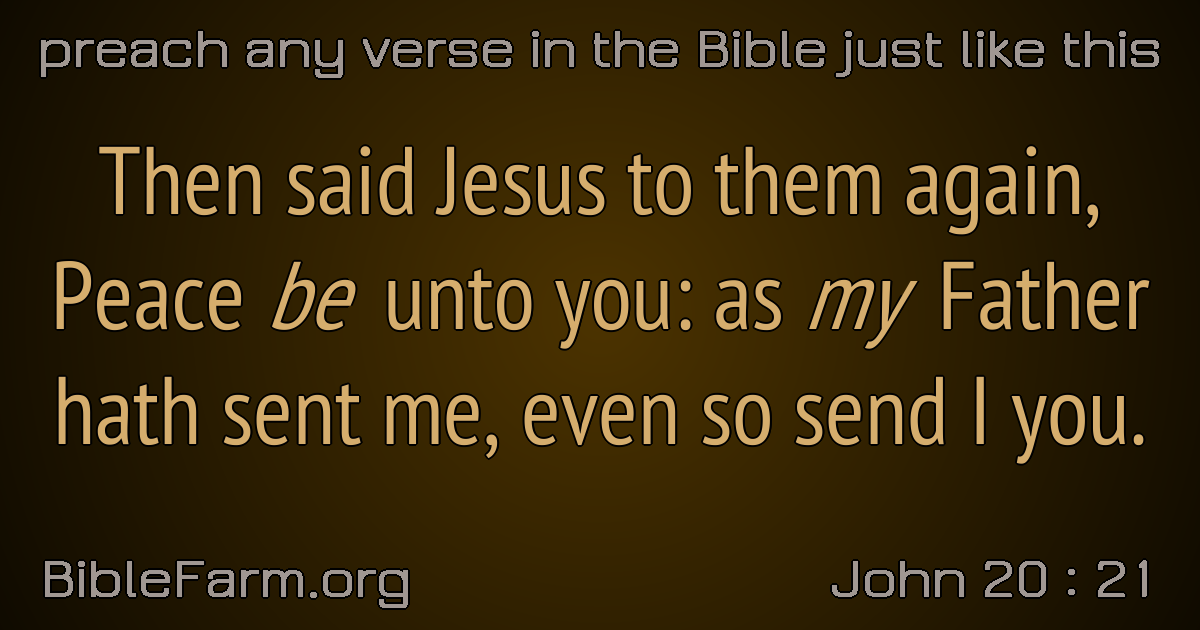 preach any verse in the Bible just like this
Then said Jesus to them again,
Peace be unto you: as my Father
hath sent me, even so send I you.
BibleFarm.org
John 20 : 21